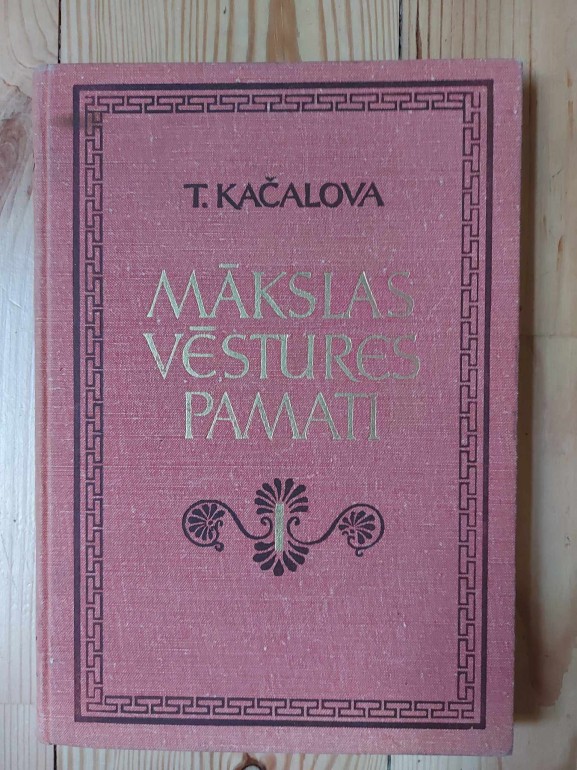 T. KAČALOVA
MĀKSLAS
VĒSTURES
PAMATI
I